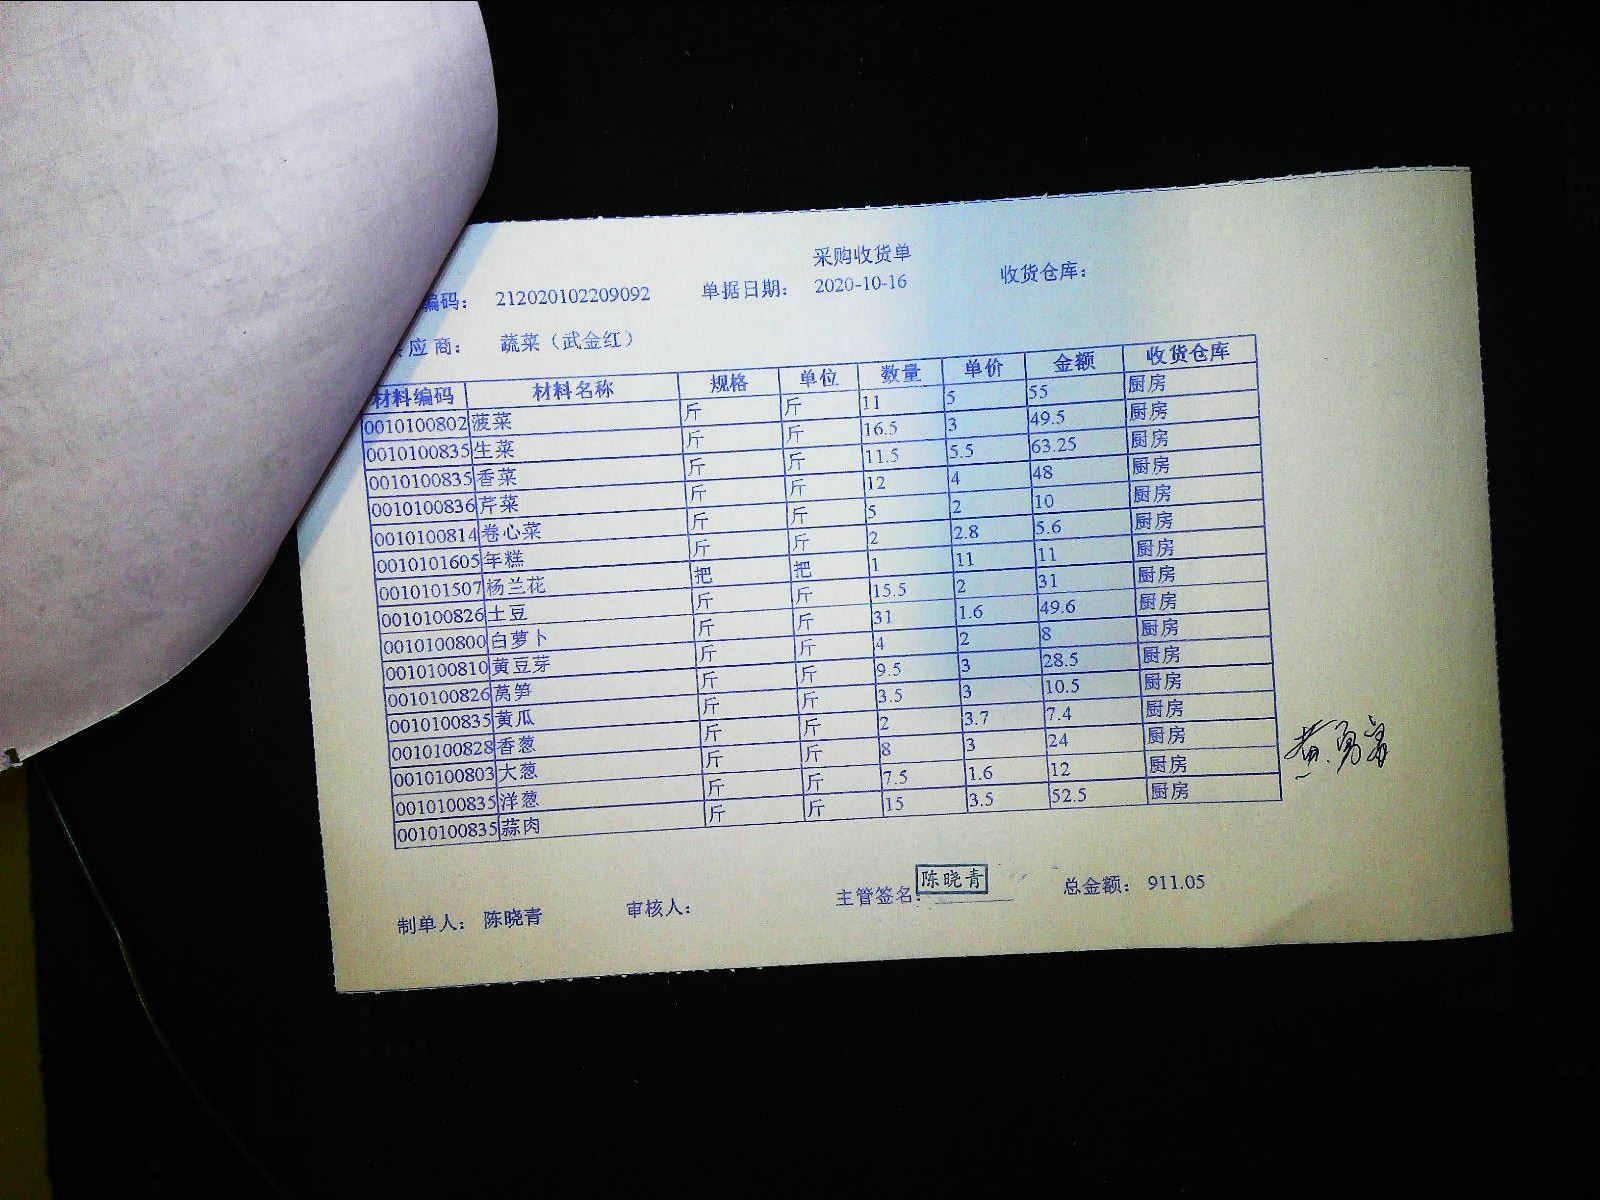 采购收货单
编码： 212020102209092 单据日期： 2020-10-16 收货仓库：
应商： 蔬菜（武金红）
材料编码 材料名称 规格 单位 数量 单价 金额 收货仓库
0010100802 菠菜 斤 斤 11 5 55 厨房
0010100835 生菜 斤 斤 16.5 3 49.5 厨房
0010100835 香菜 斤 斤 11.5 5.5 63.25 厨房
0010100836 芹菜 斤 斤 12 4 48 厨房
0010100814 卷心菜 斤 斤 5 2 10 厨房
0010101605 年糕 斤 斤 2 2.8 5.6 厨房
0010101507 杨兰花 把 把 1 11 11 厨房
0010100826 土豆 斤 斤 15.5 2 31 厨房
0010100800 白萝卜 斤 斤 31 1.6 49.6 厨房
0010100810 黄豆芽 斤 斤 4 2 8 厨房
0010100826 莴笋 斤 斤 9.5 3 28.5 厨房
0010100835 黄瓜 斤 斤 3.5 3 10.5 厨房
0010100828 香葱 斤 斤 2 3.7 7.4 厨房
0010100803 大葱 斤 斤 8 3 24 厨房
0010100835 洋葱 斤 斤 7.5 1.6 12 厨房
0010100835 蒜肉 斤 斤 15 3.5 52.5 厨房
制单人： 陈晓青 审核人： 主管签名： 陈晓青 总金额： 911.05